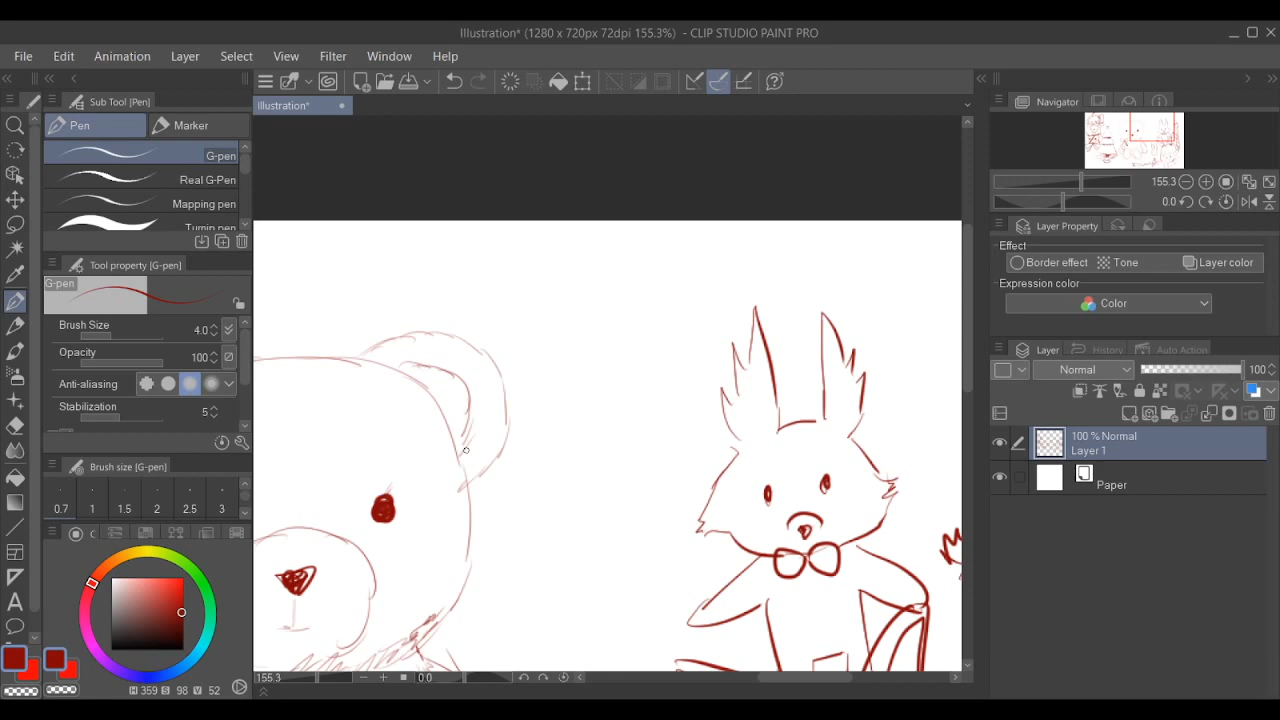 Illustration* (1280 x 720px 72dpi 155.3%) - CLIP STUDIO PAINT PRO
File Edit Animation Layer Select View Filter Window Help
Sub Tool [Pen]
Illustration*
Navigator
Pen Marker
G-pen
Real G-Pen
Mapping pen
Turnip pen
155.3
0.0
Layer Property
Effect
Border effect Tone Layer color
Expression color
Color
Tool property [G-pen]
G-pen
Brush Size 4.0
Opacity 100
Anti-aliasing
Stabilization 5
Layer History Auto Action
Normal 100
100 % Normal
Layer 1
Paper
Brush size [G-pen]
0.7 1 1.5 2 2.5 3
C
A
H 359 S 98 V 52
155.3 0.0